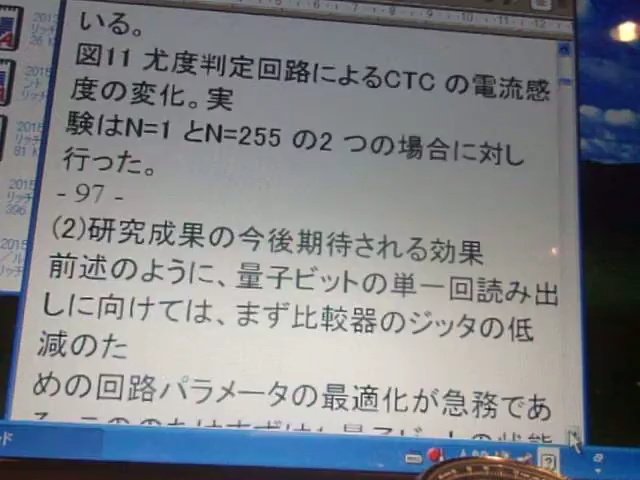 いる。
図11 尤度判定回路によるCTC の電流感
度の変化。実
験はN=1 とN=255 の2 つの場合に対し
行った。
- 97 -
(2)研究成果の今後期待される効果
前述のように、量子ビットの単一回読み出
しに向けては、まず比較器のジッタの低
減のた
めの回路パラメータの最適化が急務であ